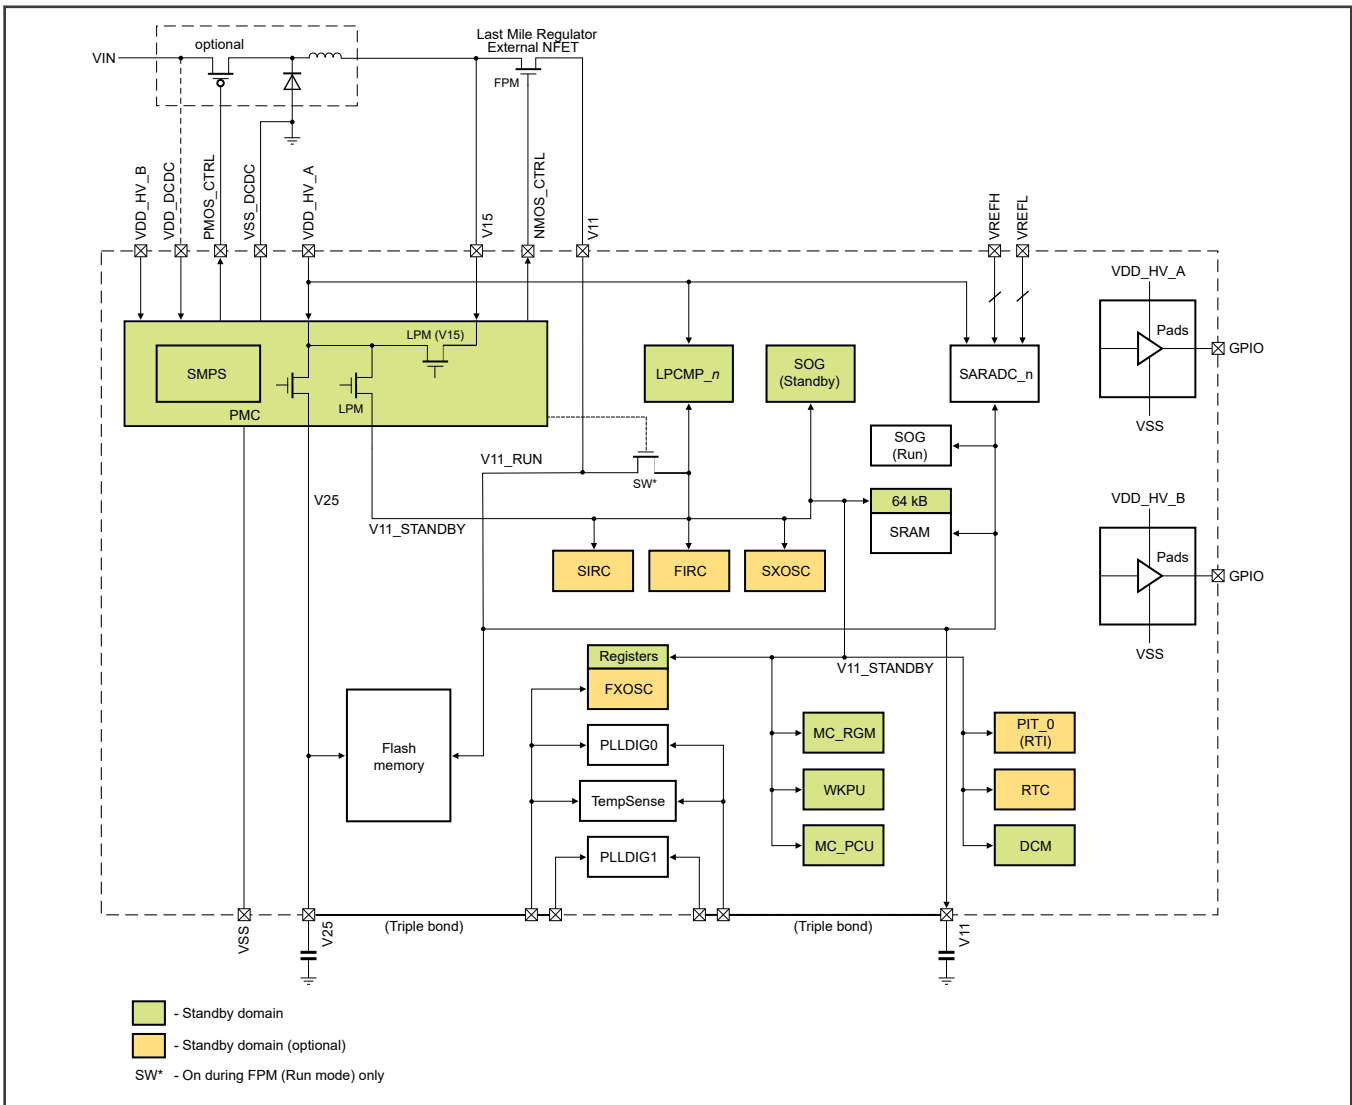 optional
Last Mile Regulator
External NFET
VIN
FPM
VDD_HV_B
VDD_DCDC
PMOS_CTRL
VSS_DCDC
VDD_HV_A
V15
NMOS_CTRL
V11
VREFH
VREFL
VDD_HV_A
Pads
GPIO
VSS
LPM (V15)
SMPS
LPM
PMC
LPCMP_n
SOG
(Standby)
SARADC_n
SOG
(Run)
V11_RUN
SW*
V25
V11_STANDBY
64 kB
SRAM
VDD_HV_B
Pads
GPIO
VSS
SIRC
FIRC
SXOSC
Registers
FXOSC
V11_STANDBY
Flash
memory
PLLDIG0
TempSense
PLLDIG1
MC_RGM
WKPU
MC_PCU
PIT_0
(RTI)
RTC
DCM
VSS
V25
(Triple bond)
(Triple bond)
V11
- Standby domain
- Standby domain (optional)
SW* - On during FPM (Run mode) only